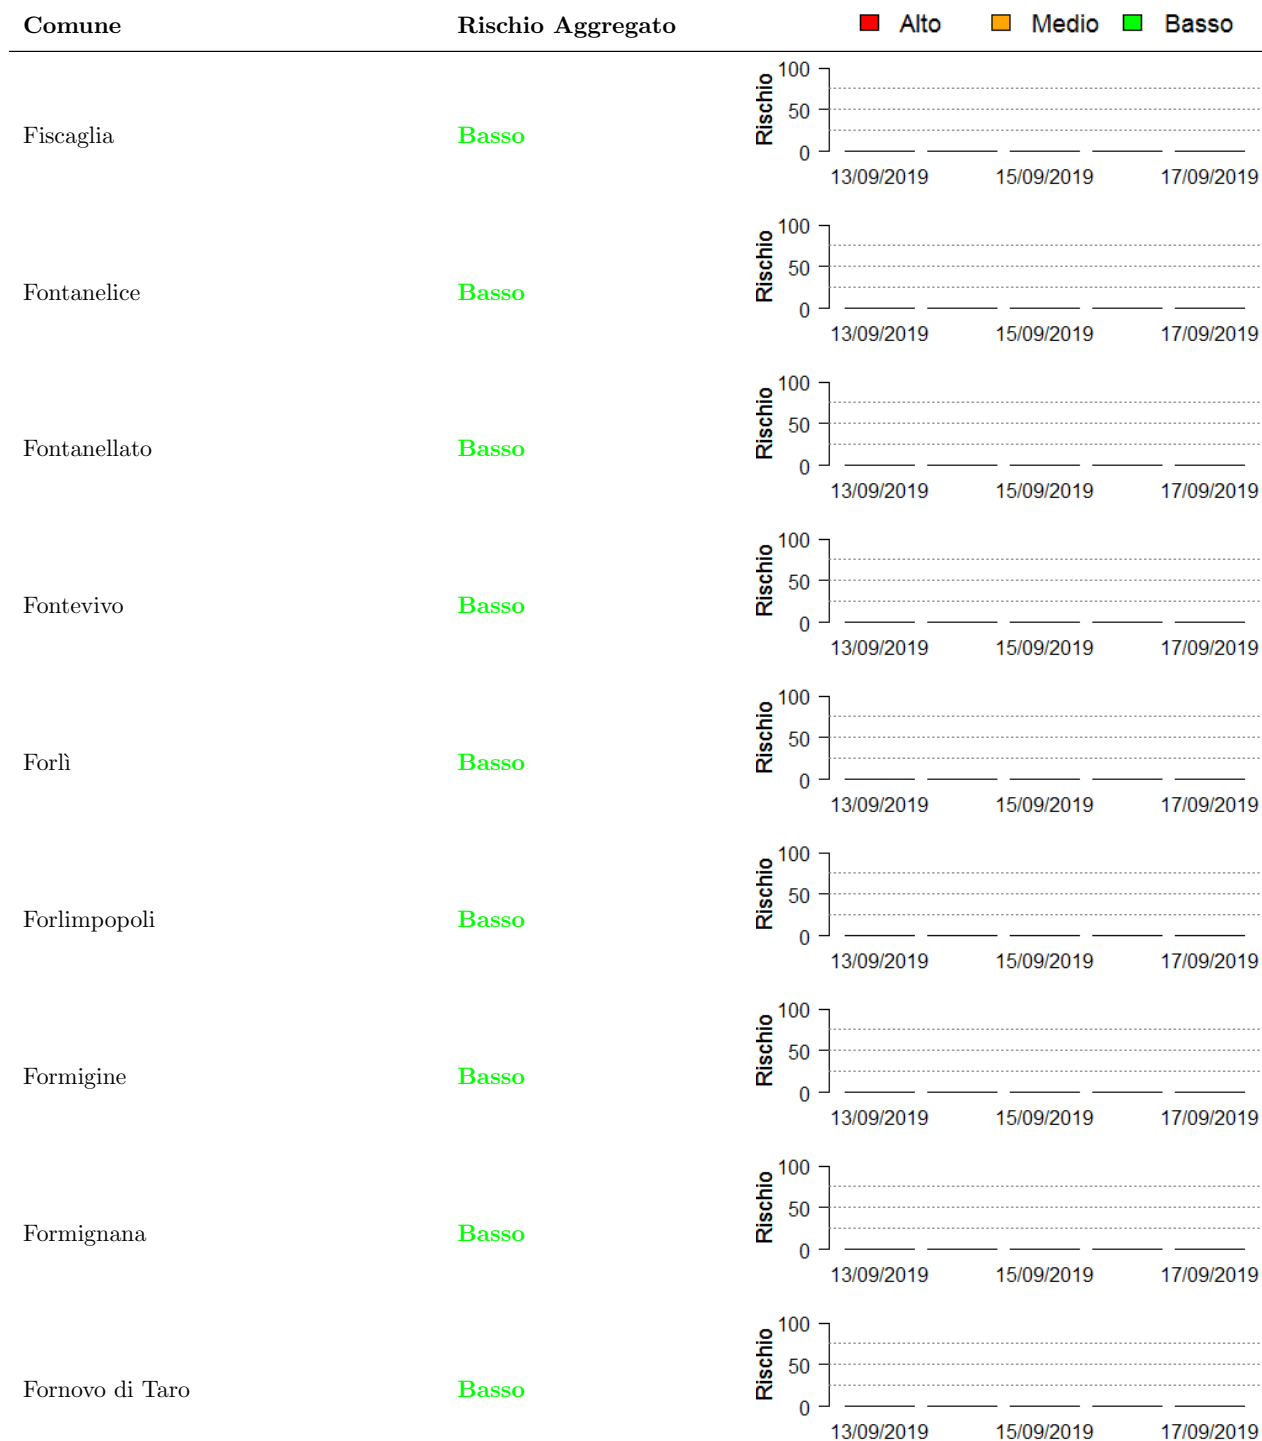 Comune Rischio Aggregato Alto Medio Basso
Fiscaglia Basso
Rischio
100
50
0
13/09/2019 15/09/2019 17/09/2019
Fontanelice Basso
Rischio
100
50
0
13/09/2019 15/09/2019 17/09/2019
Fontanellato Basso
Rischio
100
50
0
13/09/2019 15/09/2019 17/09/2019
Fontevivo Basso
Rischio
100
50
0
13/09/2019 15/09/2019 17/09/2019
Forlì Basso
Rischio
100
50
0
13/09/2019 15/09/2019 17/09/2019
Forlimpopoli Basso
Rischio
100
50
0
13/09/2019 15/09/2019 17/09/2019
Formigine Basso
Rischio
100
50
0
13/09/2019 15/09/2019 17/09/2019
Formignana Basso
Rischio
100
50
0
13/09/2019 15/09/2019 17/09/2019
Fornovo di Taro Basso
Rischio
100
50
0
13/09/2019 15/09/2019 17/09/2019